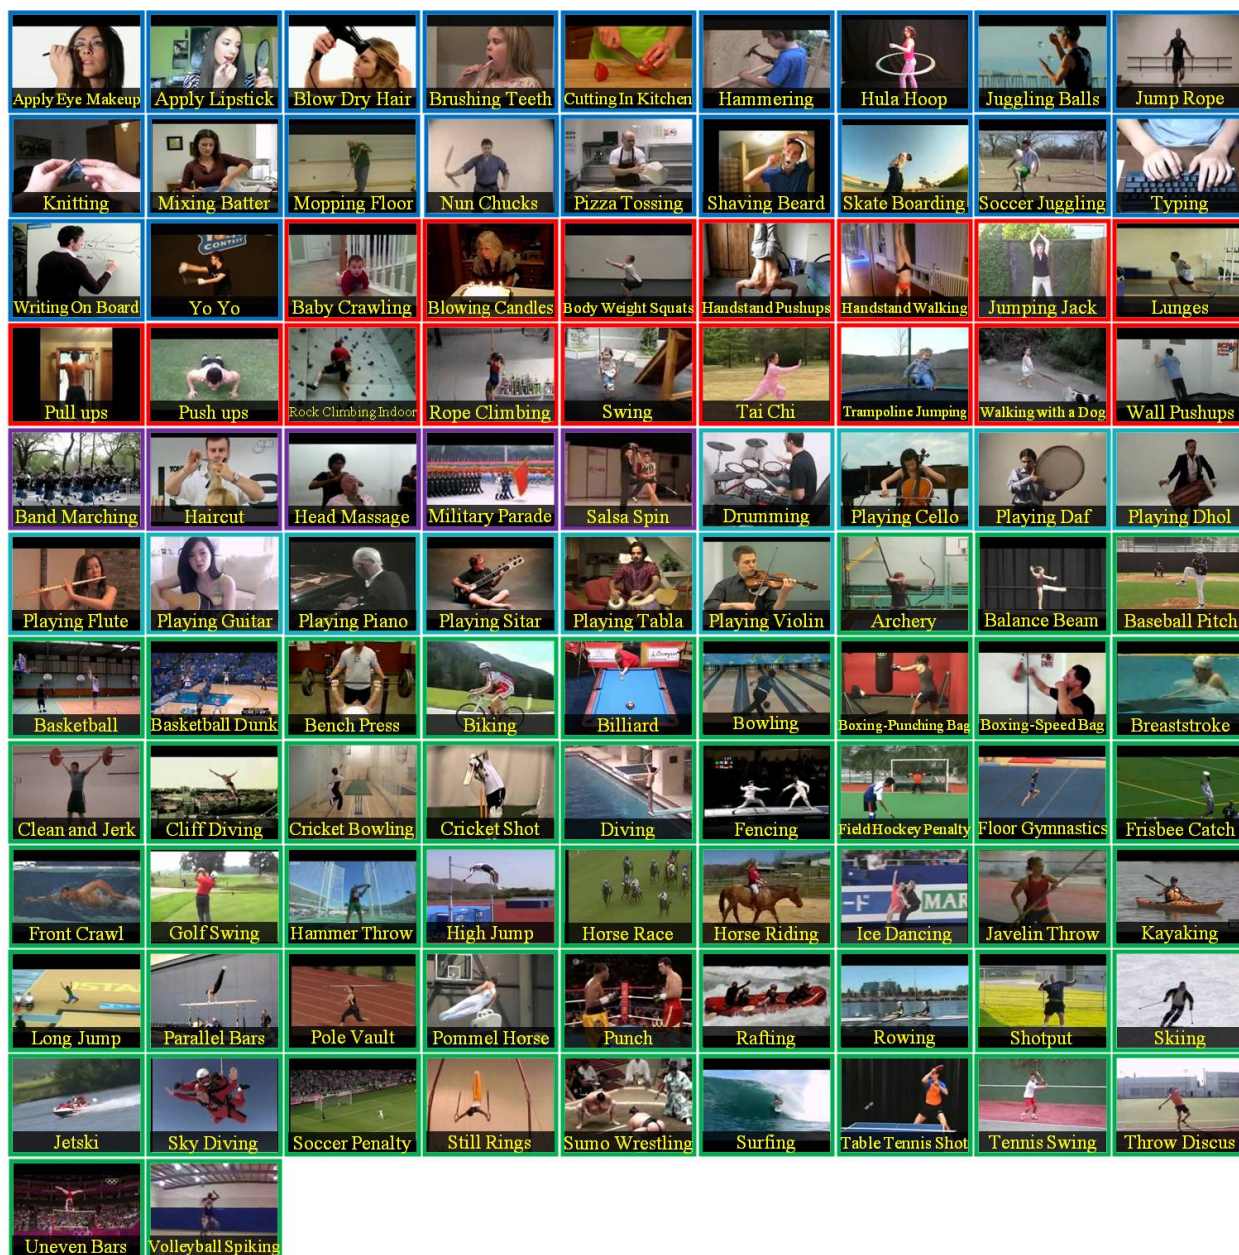 Apply Eye Makeup
Apply Lipstick
Blow Dry Hair
Brushing Teeth
Cutting In Kitchen
Hammering
Hula Hoop
Juggling Balls
Jump Rope
Knitting
Mixing Batter
Mopping Floor
Nun Chucks
Pizza Tossing
Shaving Beard
Skate Boarding
Soccer Juggling
Typing
CONTEST
Writing On Board
Yo Yo
Baby Crawling
Blowing Candles
Body Weight Squats
Handstand Pushups
Handstand Walking
Jumping Jack
Lunges
Pull ups
Push ups
Rock Climbing Indoor
Rope Climbing
Swing
Tai Chi
Trampoline Jumping
Walking with a Dog
Wall Pushups
Band Marching
Haircut
Head Massage
Military Parade
Salsa Spin
Drumming
Playing Cello
Playing Daf
Playing Dhol
Playing Flute
Playing Guitar
Playing Piano
Playing Sitar
Playing Tabla
Playing Violin
Archery
Balance Beam
Baseball Pitch
Basketball
Basketball Dunk
Bench Press
Biking
Billiard
Bowling
Boxing-Punching Bag
Boxing-Speed Bag
Breaststroke
Clean and Jerk
Cliff Diving
Cricket Bowling
Cricket Shot
Diving
Fencing
Field Hockey Penalty
Floor Gymnastics
Frisbee Catch
MAR
Front Crawl
Golf Swing
Hammer Throw
High Jump
Horse Race
Horse Riding
Ice Dancing
Javelin Throw
Kayaking
Long Jump
Parallel Bars
Pole Vault
Pommel Horse
Punch
Rafting
Rowing
Shotput
Skiing
Jetski
Sky Diving
Soccer Penalty
Still Rings
Sumo Wrestling
Surfing
Table Tennis Shot
Tennis Swing
Throw Discus
Uneven Bars
Volleyball Spiking